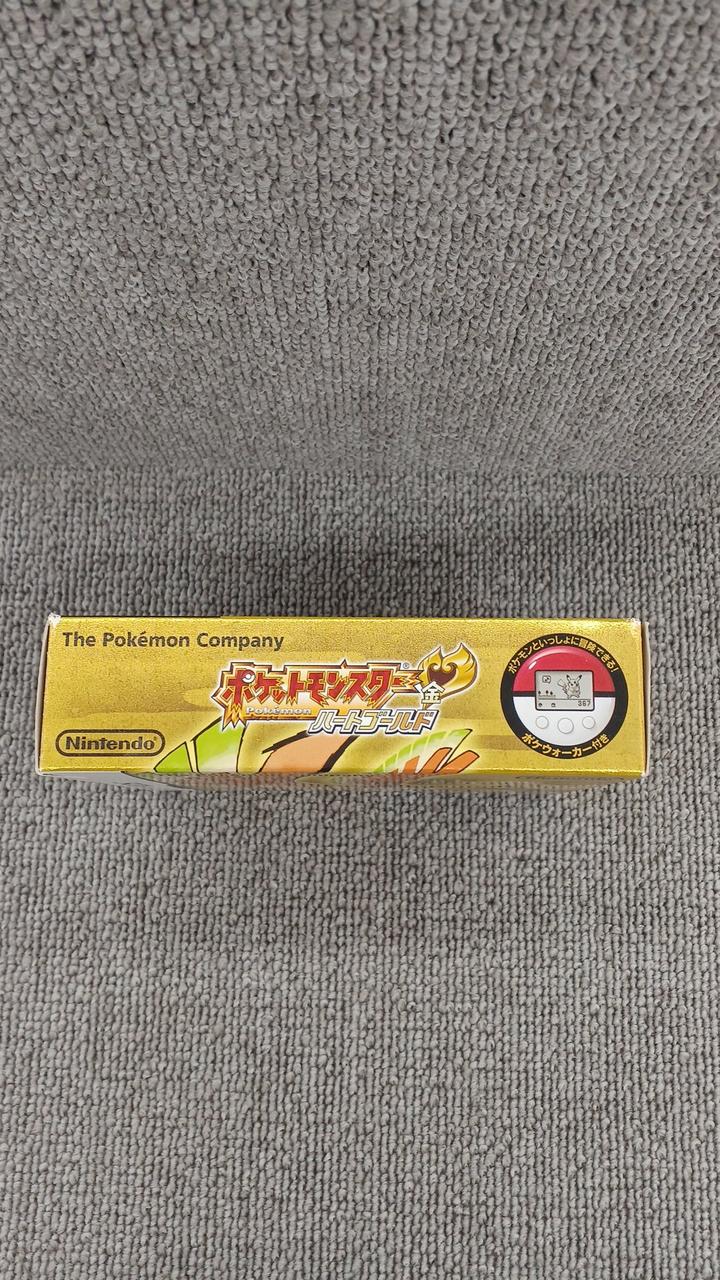 The Pokémon Company
ポケットモンスター®
Pokémon
金
ハートゴールド
Nintendo®
ポケモンといっしょに冒険できる!
367
ポケウォーカー付き